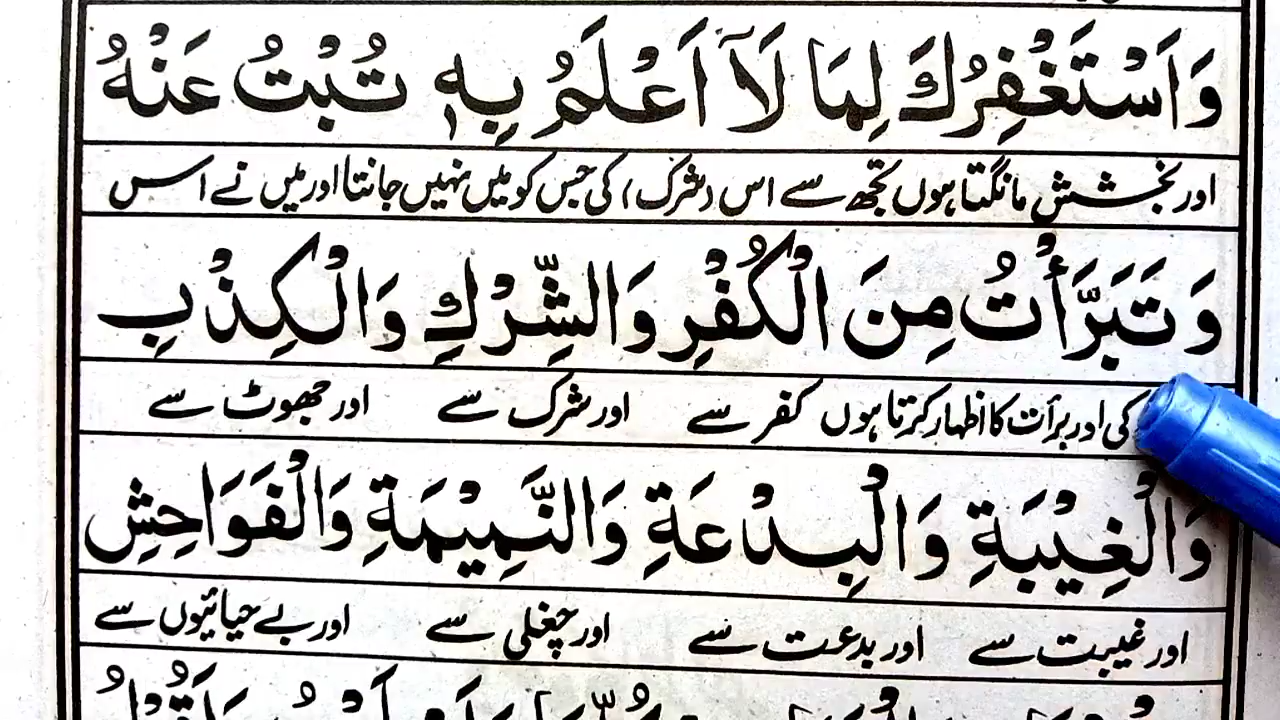 وَاَسْتَغْفِرُكَ لِمَا لَآ اَعْلَمُ بِهٖ تُبْتُ عَنْهُ
اور بخشش مانگتا ہوں تجھ سے اس (شرک) کی جس کو میں نہیں جانتا اور میں نے اس
وَ تَبَرَّأْتُ مِنَ الْكُفْرِ وَالشِّرْكِ وَالْكِذْبِ
کی اور برأت کا اظہار کرتا ہوں کفر سے اور شرک سے اور جھوٹ سے
وَالْغِيْبَةِ وَالْبِدْعَةِ وَالنَّمِيْمَةِ وَالْفَوَاحِشِ
اور غیبت سے اور بدعت سے اور چغلی سے اور بے حیائیوں سے